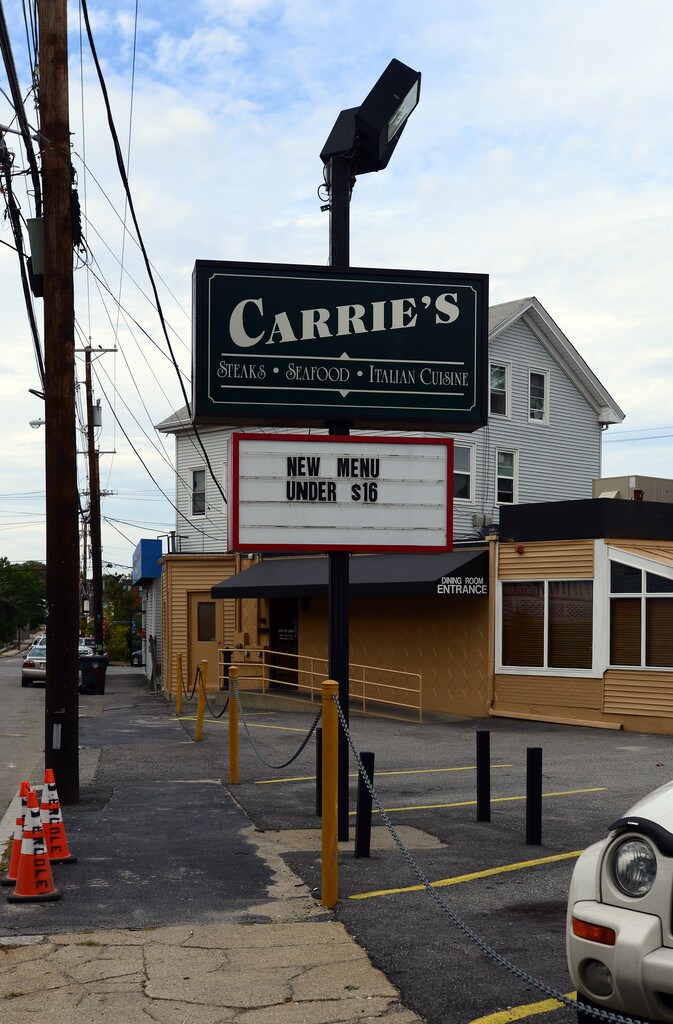 CARRIE'S
STEAKS • SEAFOOD • ITALIAN CUISINE
NEW MENU
UNDER $16
DINING ROOM
ENTRANCE